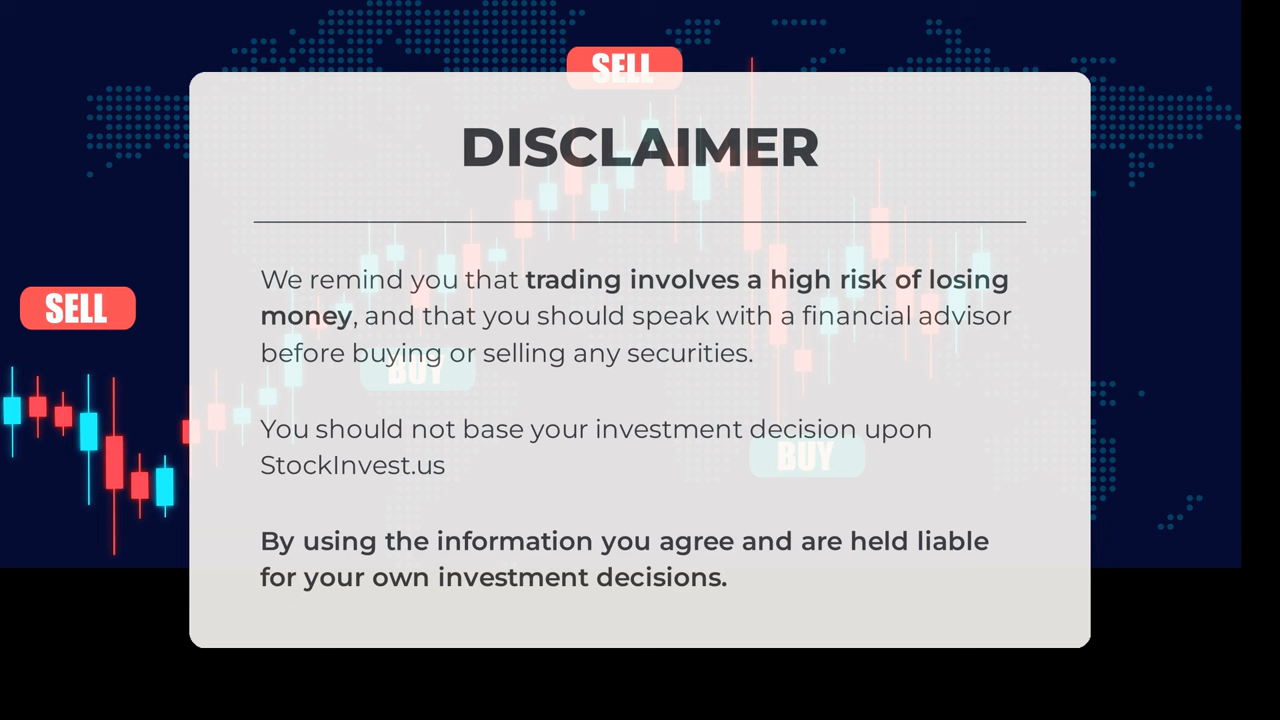 SELL
DISCLAIMER
We remind you that trading involves a high risk of losing
money, and that you should speak with a financial advisor
before buying or selling any securities.
SELL
BUY
You should not base your investment decision upon
StockInvest.us
BUY
By using the information you agree and are held liable
for your own investment decisions.